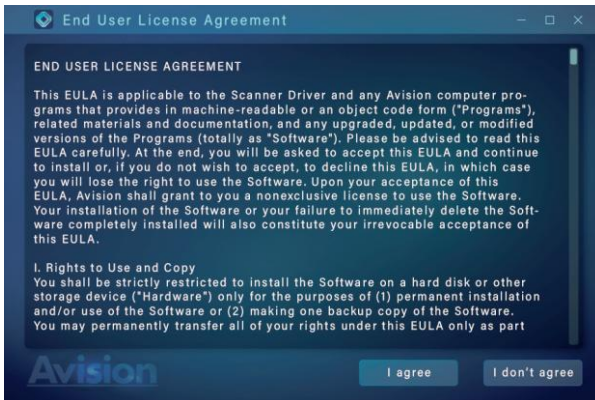 End User License Agreement
END USER LICENSE AGREEMENT
This EULA is applicable to the Scanner Driver and any Avision computer pro-
grams that provides in machine-readable or an object code form ("Programs"),
related materials and documentation, and any upgraded, updated, or modified
versions of the Programs (totally as "Software"). Please be advised to read this
EULA carefully. At the end, you will be asked to accept this EULA and continue
to install or, if you do not wish to accept, to decline this EULA, in which case
you will lose the right to use the Software. Upon your acceptance of this
EULA, Avision shall grant to you a nonexclusive license to use the Software.
Your installation of the Software or your failure to immediately delete the Soft-
ware completely installed will also constitute your irrevocable acceptance of
this EULA.
I. Rights to Use and Copy
You shall be strictly restricted to install the Software on a hard disk or other
storage device ("Hardware") only for the purposes of (1) permanent installation
and/or use of the Software or (2) making one backup copy of the Software.
You may permanently transfer all of your rights under this EULA only as part
Avision
I agree
I don't agree